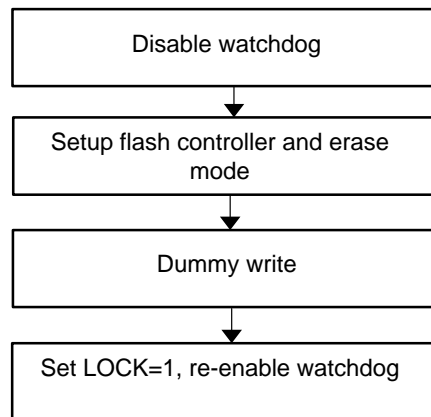 Disable watchdog
Setup flash controller and erase
mode
Dummy write
Set LOCK=1, re-enable watchdog